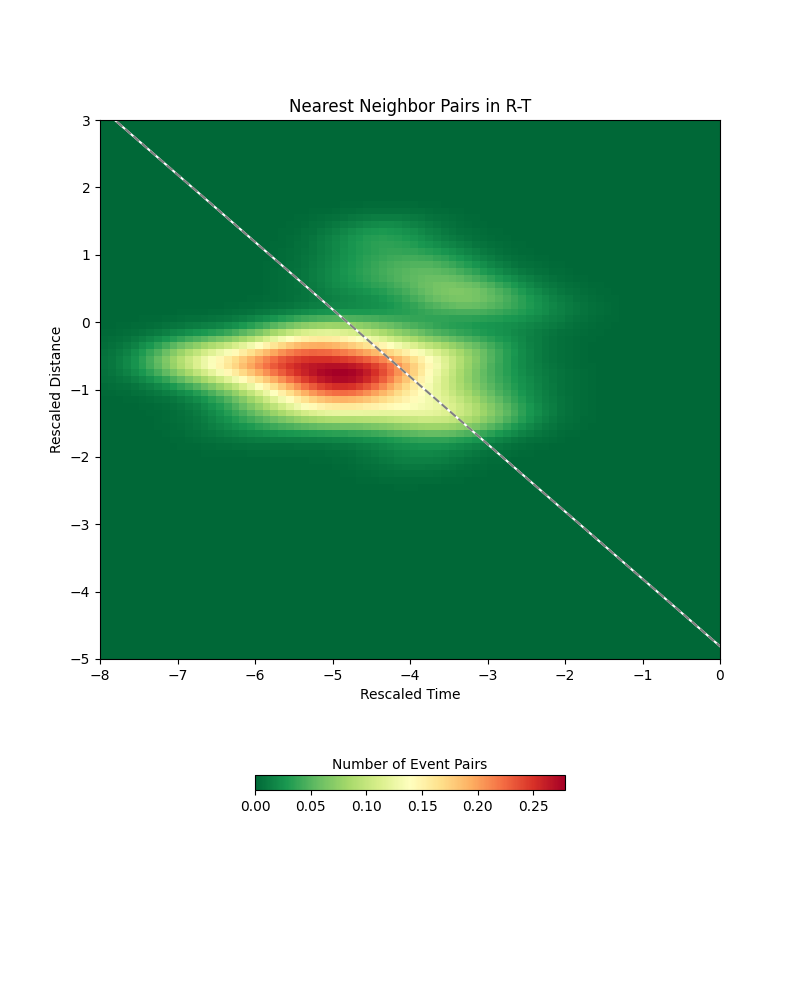 Nearest Neighbor Pairs in R-T
3
2
1
0
−1
−2
−3
−4
−5
Rescaled Distance
−8 −7 −6 −5 −4 −3 −2 −1 0
Rescaled Time
Number of Event Pairs
0.00 0.05 0.10 0.15 0.20 0.25